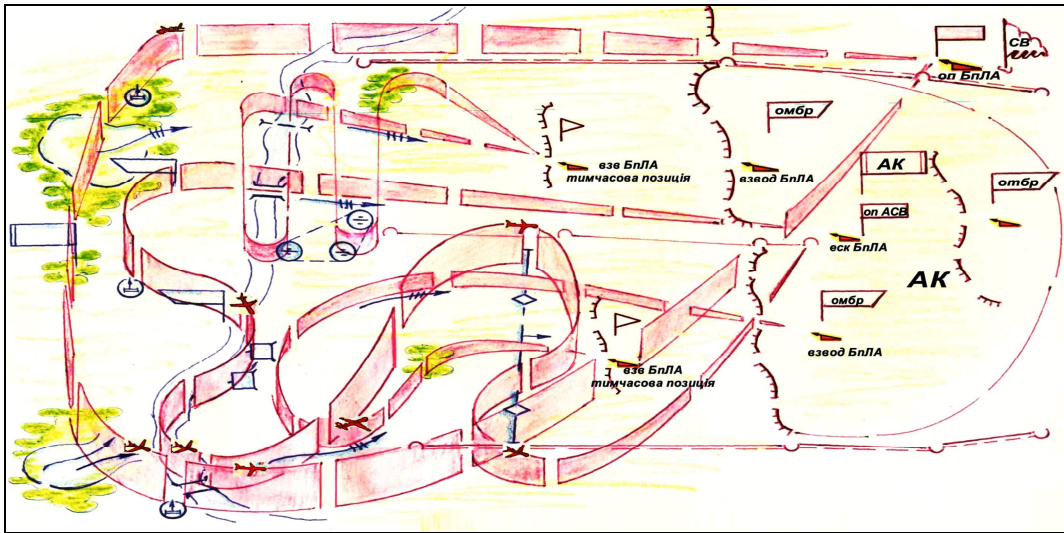 СВ
оп БпЛА
омбр
взв БпЛА
тимчасова позиція
взвод БпЛА
АК
отбр
оп АСВ
еск БпЛА
АК
омбр
взвод БпЛА
взв БпЛА
тимчасова позиція